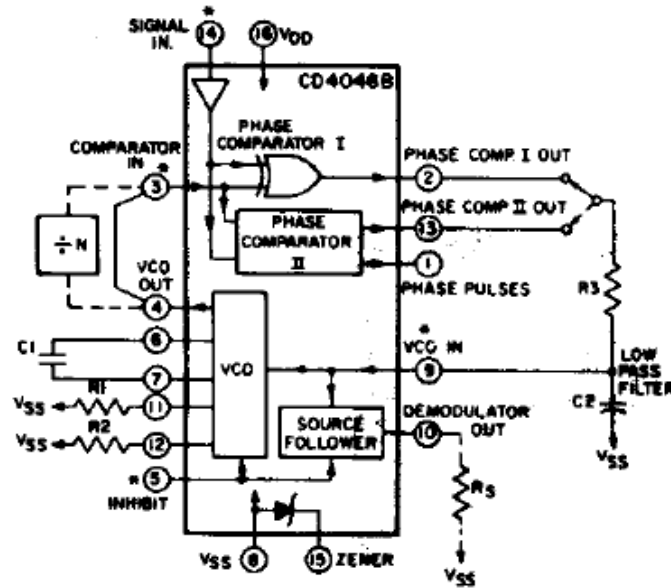 *
SIGNAL
IN.
14
16
VDD
CD4046B
PHASE
COMPARATOR I
COMPARATOR
IN
*
3
2
PHASE COMP. I OUT
÷ N
PHASE
COMPARATOR
II
13
PHASE COMP II OUT
1
PHASE PULSES
VCO
OUT
4
R3
C1
6
7
VCO
*
VCO IN
9
LOW
PASS
FILTER
C2
VSS
VSS
R1
11
VSS
R2
12
SOURCE
FOLLOWER
DEMODULATOR
OUT
10
RS
VSS
*
5
INHIBIT
VSS
8
15
ZENER